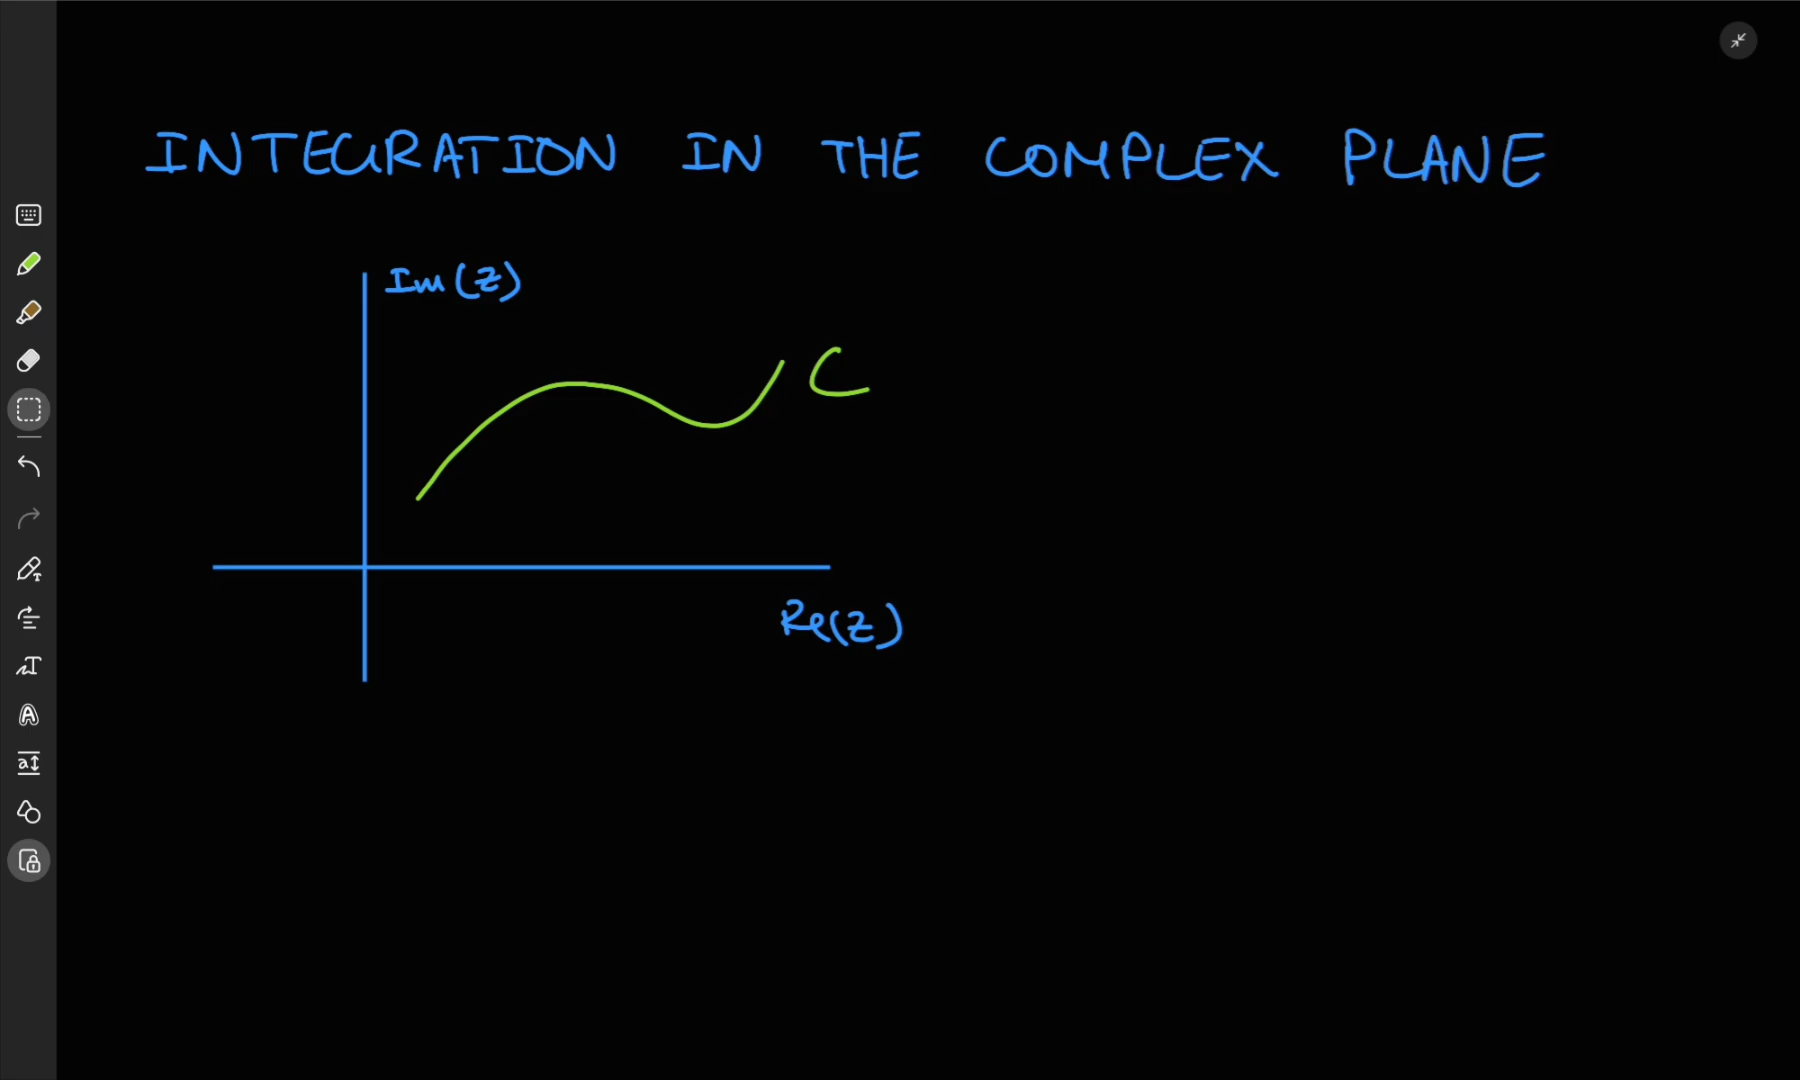 INTEGRATION IN THE COMPLEX PLANE
Im(z)
C
Re(z)